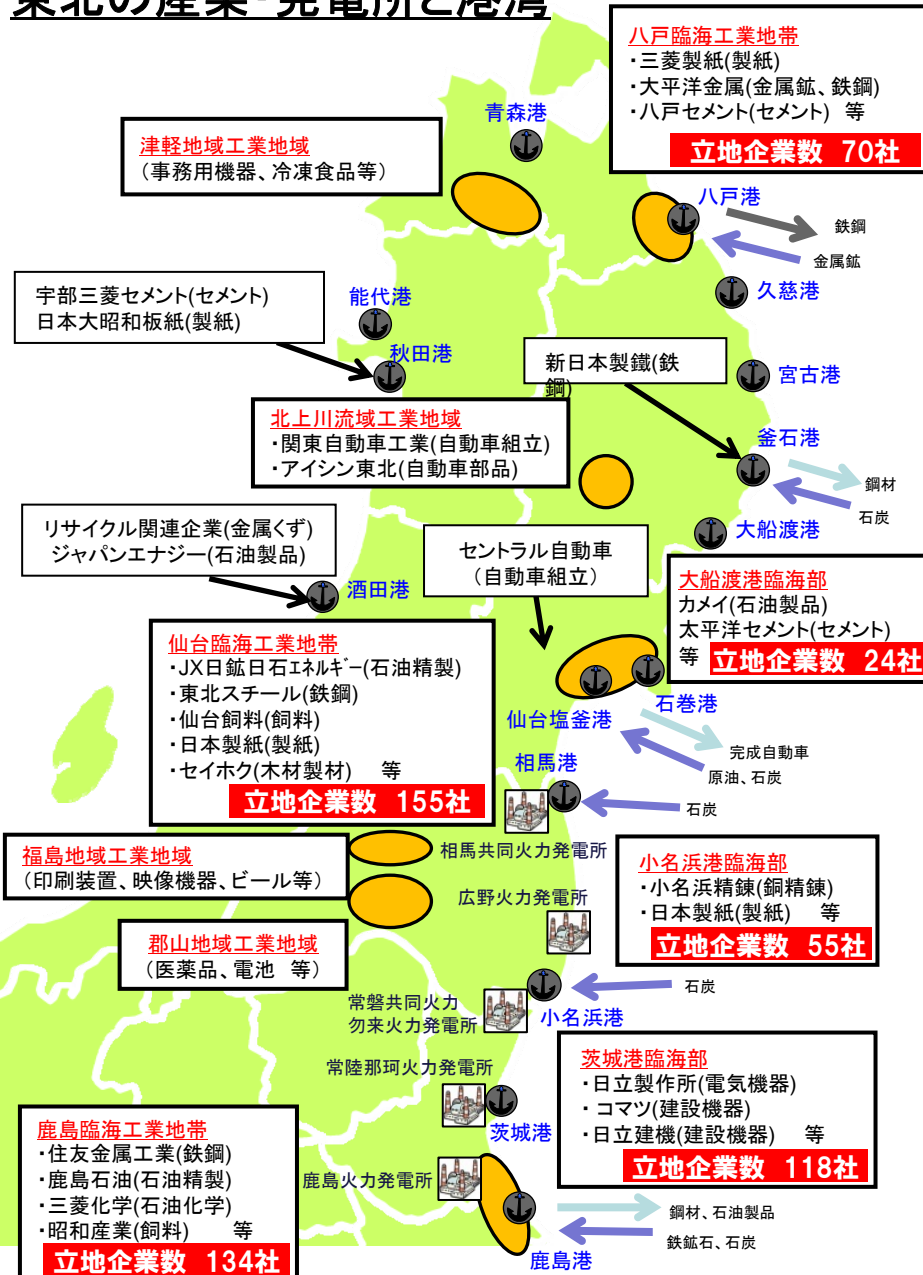 東北の産業・発電所と港湾
八戸臨海工業地帯
・三菱製紙(製紙)
・大平洋金属(金属鉱、鉄鋼)
・八戸セメント(セメント) 等
立地企業数 70社
青森港
津軽地域工業地域
(事務用機器、冷凍食品等)
八戸港
鉄鋼
金属鉱
久慈港
宇部三菱セメント(セメント)
日本大昭和板紙(製紙)
能代港
秋田港
新日本製鐵(鉄
鋼)
宮古港
北上川流域工業地域
・関東自動車工業(自動車組立)
・アイシン東北(自動車部品)
釜石港
鋼材
石炭
大船渡港
リサイクル関連企業(金属くず)
ジャパンエナジー(石油製品)
酒田港
セントラル自動車
(自動車組立)
大船渡港臨海部
カメイ(石油製品)
太平洋セメント(セメント)
等 立地企業数 24社
仙台臨海工業地帯
・JX日鉱日石エネルギー(石油精製)
・東北スチール(鉄鋼)
・仙台飼料(飼料)
・日本製紙(製紙)
・セイホク(木材製材) 等
立地企業数 155社
石巻港
仙台塩釜港
完成自動車
原油、石炭
相馬港
石炭
相馬共同火力発電所
福島地域工業地域
(印刷装置、映像機器、ビール等)
広野火力発電所
小名浜港臨海部
・小名浜精錬(銅精錬)
・日本製紙(製紙) 等
立地企業数 55社
郡山地域工業地域
(医薬品、電池 等)
石炭
常磐共同火力
勿来火力発電所
小名浜港
常陸那珂火力発電所
茨城港
茨城港臨海部
・日立製作所(電気機器)
・コマツ(建設機器)
・日立建機(建設機器) 等
立地企業数 118社
鹿島臨海工業地帯
・住友金属工業(鉄鋼)
・鹿島石油(石油精製)
・三菱化学(石油化学)
・昭和産業(飼料) 等
立地企業数 134社
鹿島火力発電所
鋼材、石油製品
鉄鉱石、石炭
鹿島港